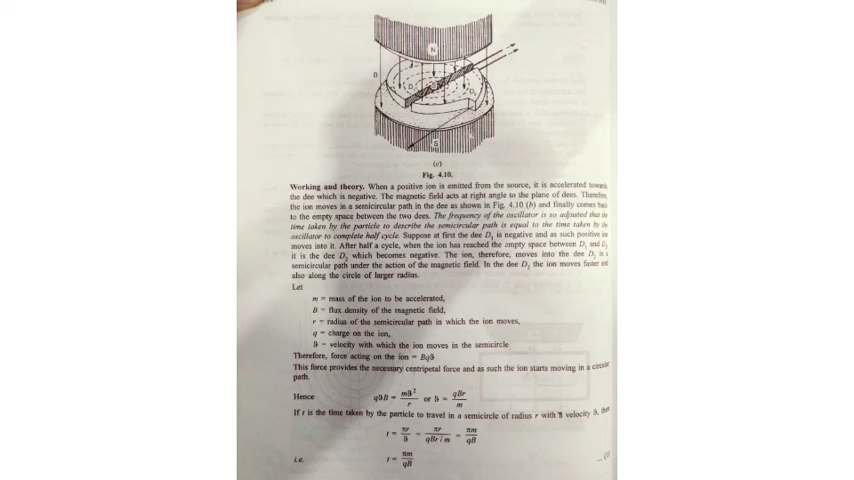 N
B
D₁
D₂
S
(c)
Fig. 4.10.
Working and theory. When a positive ion is emitted from the source, it is accelerated towards
the dee which is negative. The magnetic field acts at right angle to the plane of dees. Therefore,
the ion moves in a semicircular path in the dee as shown in Fig. 4.10 (b) and finally comes back
to the empty space between the two dees. The frequency of the oscillator is so adjusted that the
time taken by the particle to describe the semicircular path is equal to the time taken by the
oscillator to complete half cycle. Suppose at first the dee D₁ is negative and as such positive ion
moves into it. After half a cycle, when the ion has reached the empty space between D₁ and D₂
it is the dee D₂ which becomes negative. The ion, therefore, moves into the dee D₂ in a
semicircular path under the action of the magnetic field. In the dee D₂ the ion moves faster and
also along the circle of larger radius.
Let
m = mass of the ion to be accelerated,
B = flux density of the magnetic field,
r = radius of the semicircular path in which the ion moves,
q = charge on the ion,
ϑ = velocity with which the ion moves in the semicircle
Therefore, force acting on the ion = Bqϑ
This force provides the necessary centripetal force and as such the ion starts moving in a circular
path.
Hence qϑB = mϑ²/r or ϑ = qBr/m
If t is the time taken by the particle to travel in a semicircle of radius r with velocity ϑ, then
t = πr/ϑ = πr/qBr/m = πm/qB
i.e. t = πm/qB